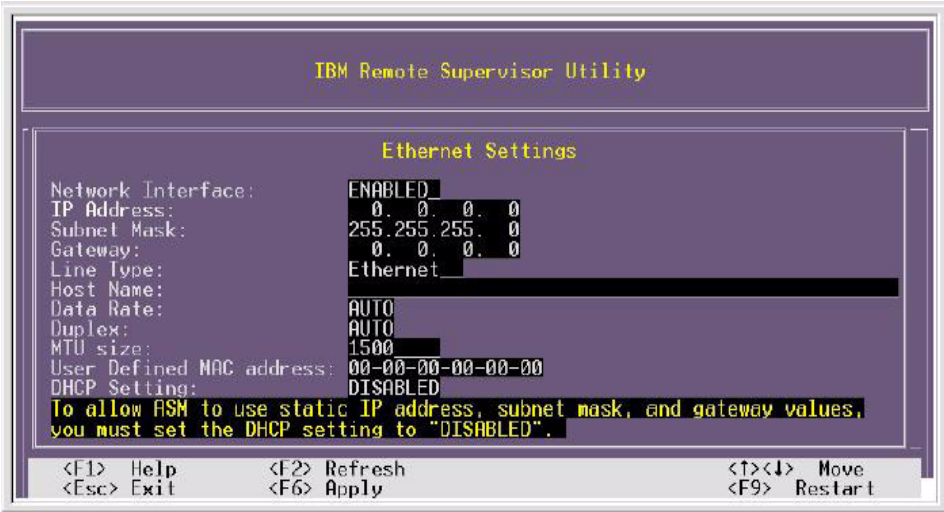 IBM Remote Supervisor Utility
Ethernet Settings
Network Interface: ENABLED_
IP Address: 0. 0. 0. 0
Subnet Mask: 255.255.255. 0
Gateway: 0. 0. 0. 0
Line Type: Ethernet__
Host Name:
Data Rate: AUTO
Duplex: AUTO
MTU size: 1500____
User Defined MAC address: 00-00-00-00-00-00
DHCP Setting: DISABLED
To allow ASM to use static IP address, subnet mask, and gateway values,
you must set the DHCP setting to "DISABLED".
<F1> Help <F2> Refresh <↑><↓> Move
<Esc> Exit <F6> Apply <F9> Restart